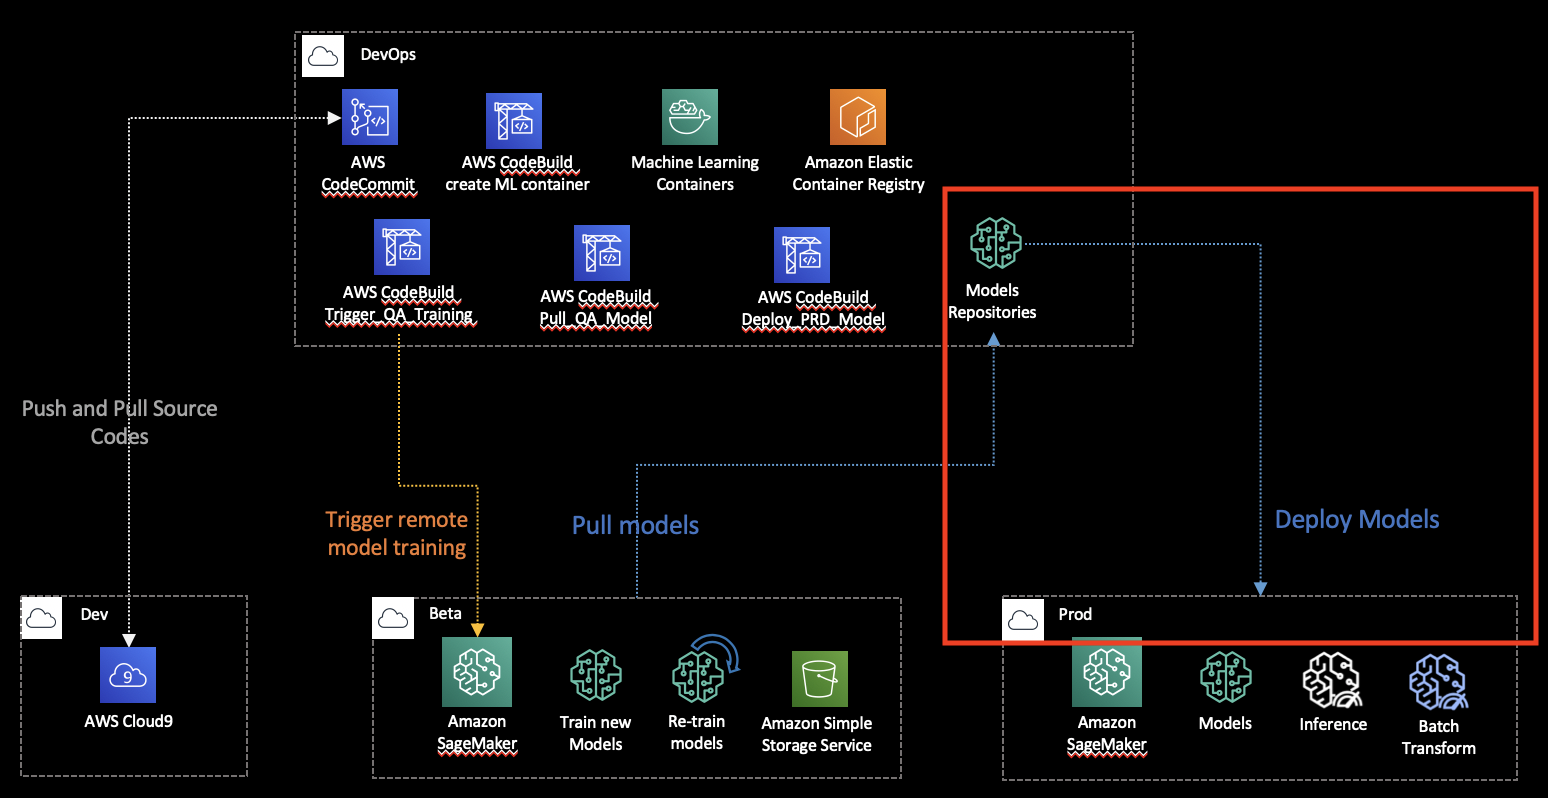 DevOps
AWS
CodeCommit
AWS CodeBuild
create ML container
Machine Learning
Containers
Amazon Elastic
Container Registry
AWS CodeBuild
Trigger_QA_Training
AWS CodeBuild
Pull_QA_Model
AWS CodeBuild
Deploy_PRD_Model
Models
Repositories
Push and Pull Source
Codes
Trigger remote
model training
Pull models
Deploy Models
Dev
9
AWS Cloud9
Beta
Amazon
SageMaker
Train new
Models
Re-train
models
Amazon Simple
Storage Service
Prod
Amazon
SageMaker
Models
Inference
Batch
Transform